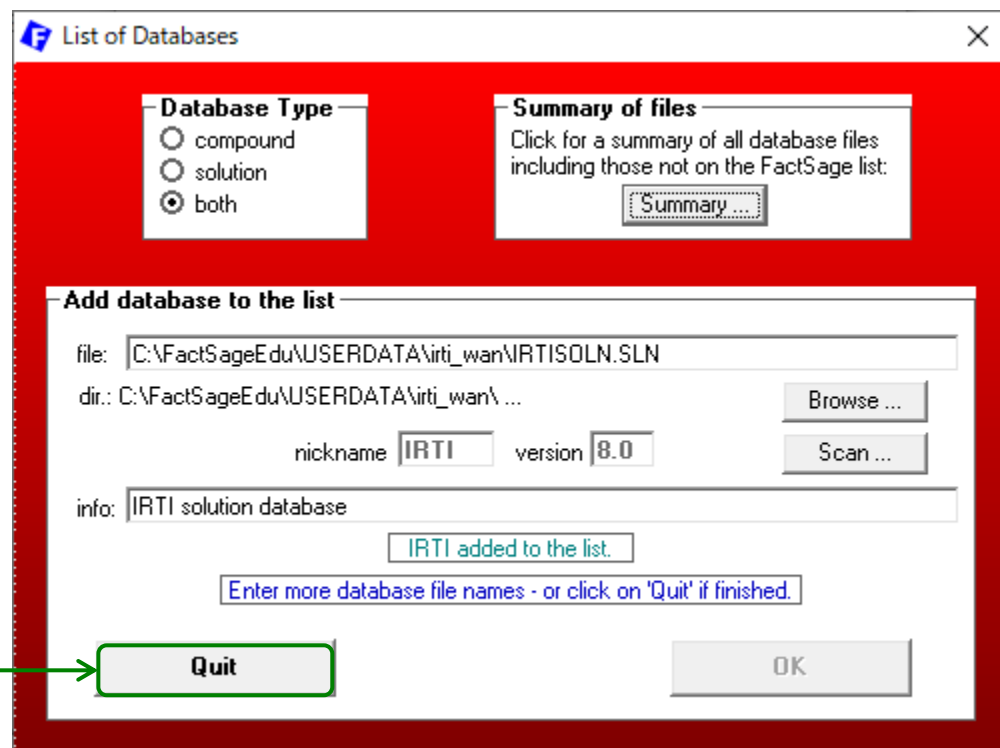 F List of Databases
Database Type
compound
solution
both
Summary of files
Click for a summary of all database files
including those not on the FactSage list:
Summary ...
Add database to the list
file: C:\FactSageEdu\USERDATA\irti_wan\IRTISOLN.SLN
dir.: C:\FactSageEdu\USERDATA\irti_wan\ ...
Browse ...
nickname IRTI version 8.0
Scan ...
info: IRTI solution database
IRTI added to the list.
Enter more database file names - or click on 'Quit' if finished.
Quit
OK